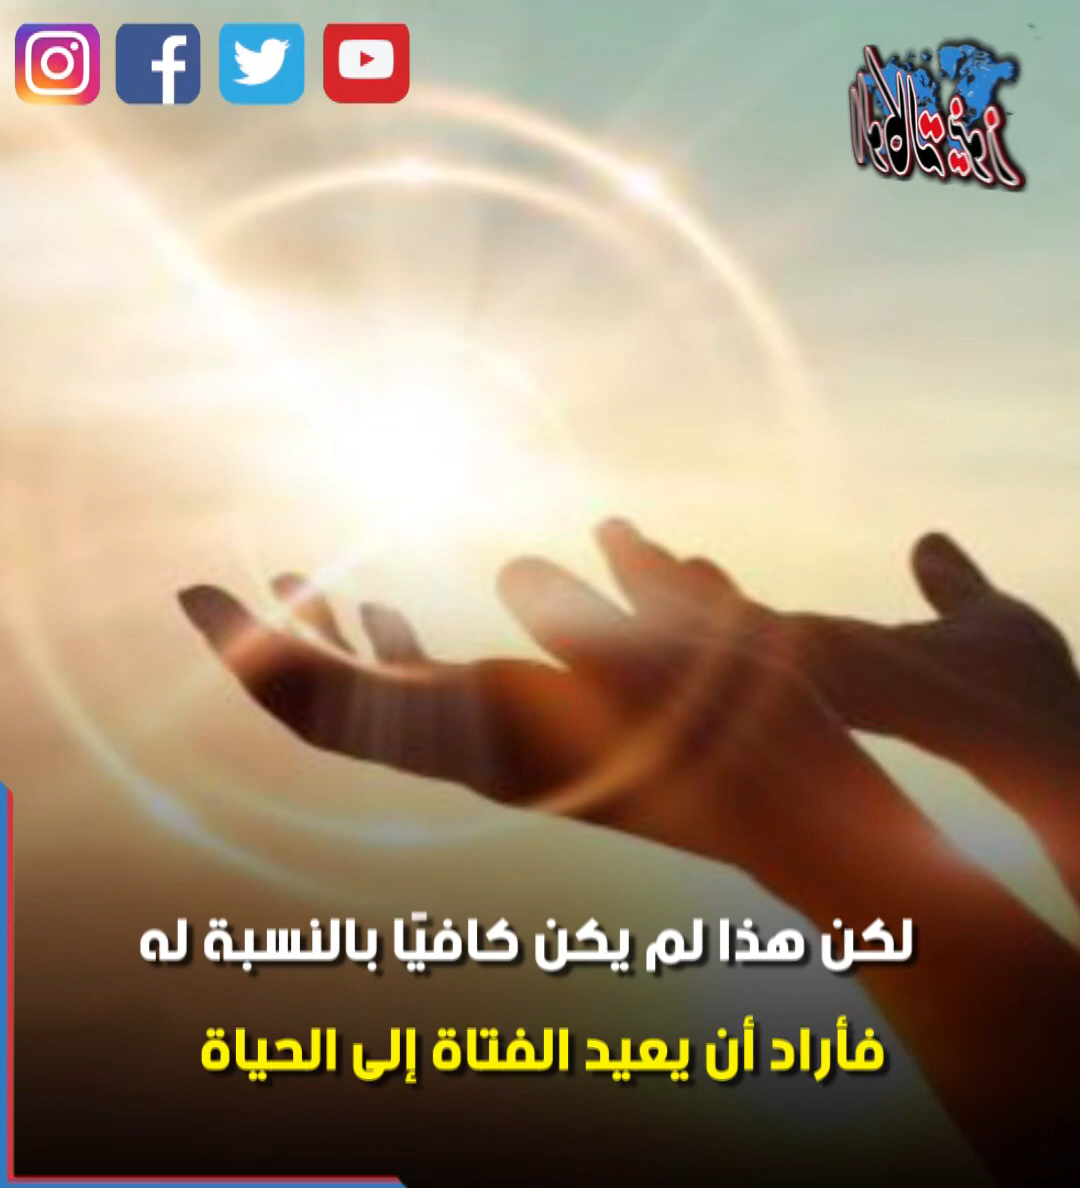 لكن هذا لم يكن كافيًا بالنسبة له
فأراد أن يعيد الفتاة إلى الحياة